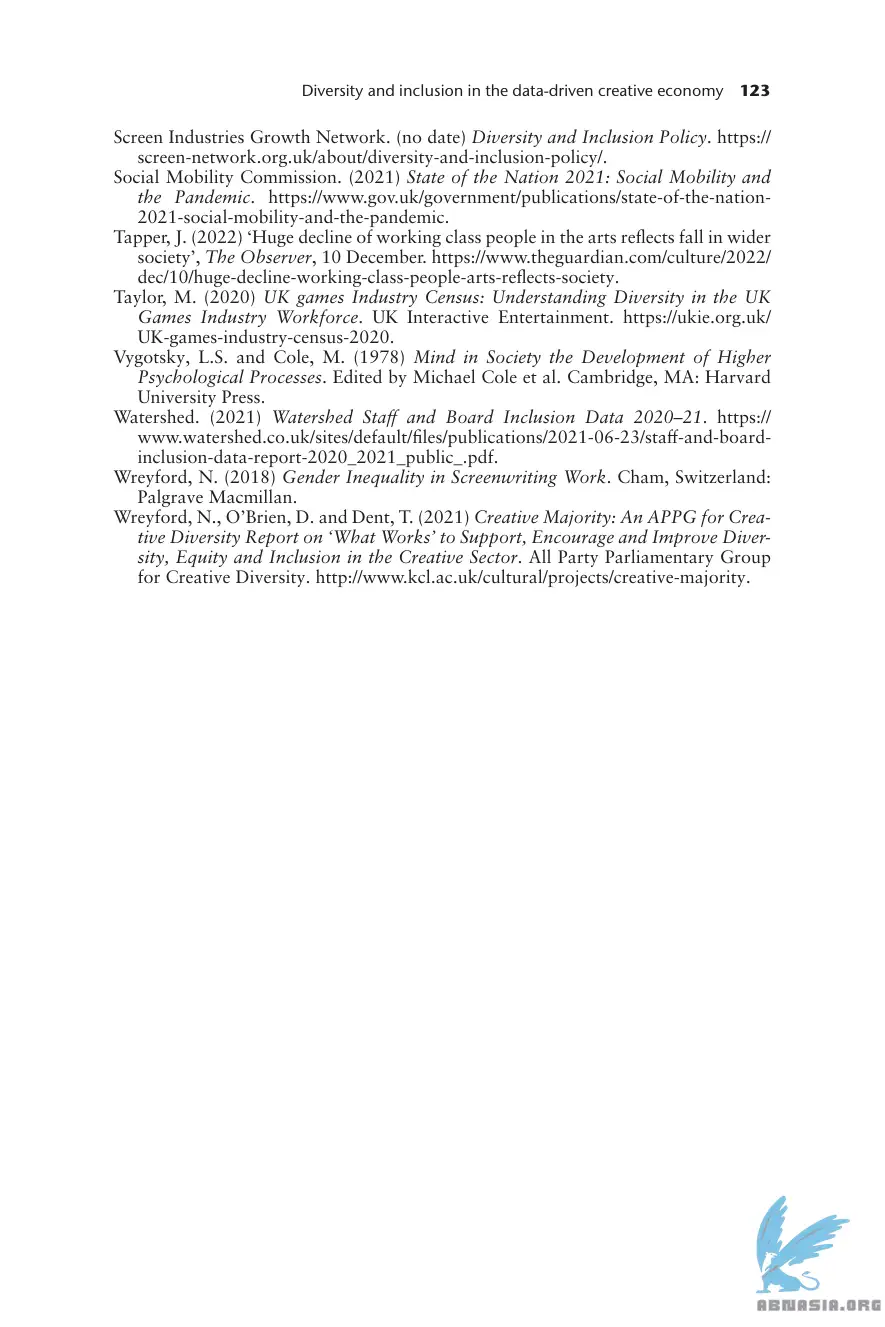 Diversity and inclusion in the data-driven creative economy 123
Screen Industries Growth Network. (no date) Diversity and Inclusion Policy. https://
screen-network.org.uk/about/diversity-and-inclusion-policy/.
Social Mobility Commission. (2021) State of the Nation 2021: Social Mobility and
the Pandemic. https://www.gov.uk/government/publications/state-of-the-nation-
2021-social-mobility-and-the-pandemic.
Tapper, J. (2022) ‘Huge decline of working class people in the arts reflects fall in wider
society’, The Observer, 10 December. https://www.theguardian.com/culture/2022/
dec/10/huge-decline-working-class-people-arts-reflects-society.
Taylor, M. (2020) UK games Industry Census: Understanding Diversity in the UK
Games Industry Workforce. UK Interactive Entertainment. https://ukie.org.uk/
UK-games-industry-census-2020.
Vygotsky, L.S. and Cole, M. (1978) Mind in Society the Development of Higher
Psychological Processes. Edited by Michael Cole et al. Cambridge, MA: Harvard
University Press.
Watershed. (2021) Watershed Staff and Board Inclusion Data 2020–21. https://
www.watershed.co.uk/sites/default/files/publications/2021-06-23/staff-and-board-
inclusion-data-report-2020_2021_public_.pdf.
Wreyford, N. (2018) Gender Inequality in Screenwriting Work. Cham, Switzerland:
Palgrave Macmillan.
Wreyford, N., O’Brien, D. and Dent, T. (2021) Creative Majority: An APPG for Crea-
tive Diversity Report on ‘What Works’ to Support, Encourage and Improve Diver-
sity, Equity and Inclusion in the Creative Sector. All Party Parliamentary Group
for Creative Diversity. http://www.kcl.ac.uk/cultural/projects/creative-majority.
ABNASIA.ORG